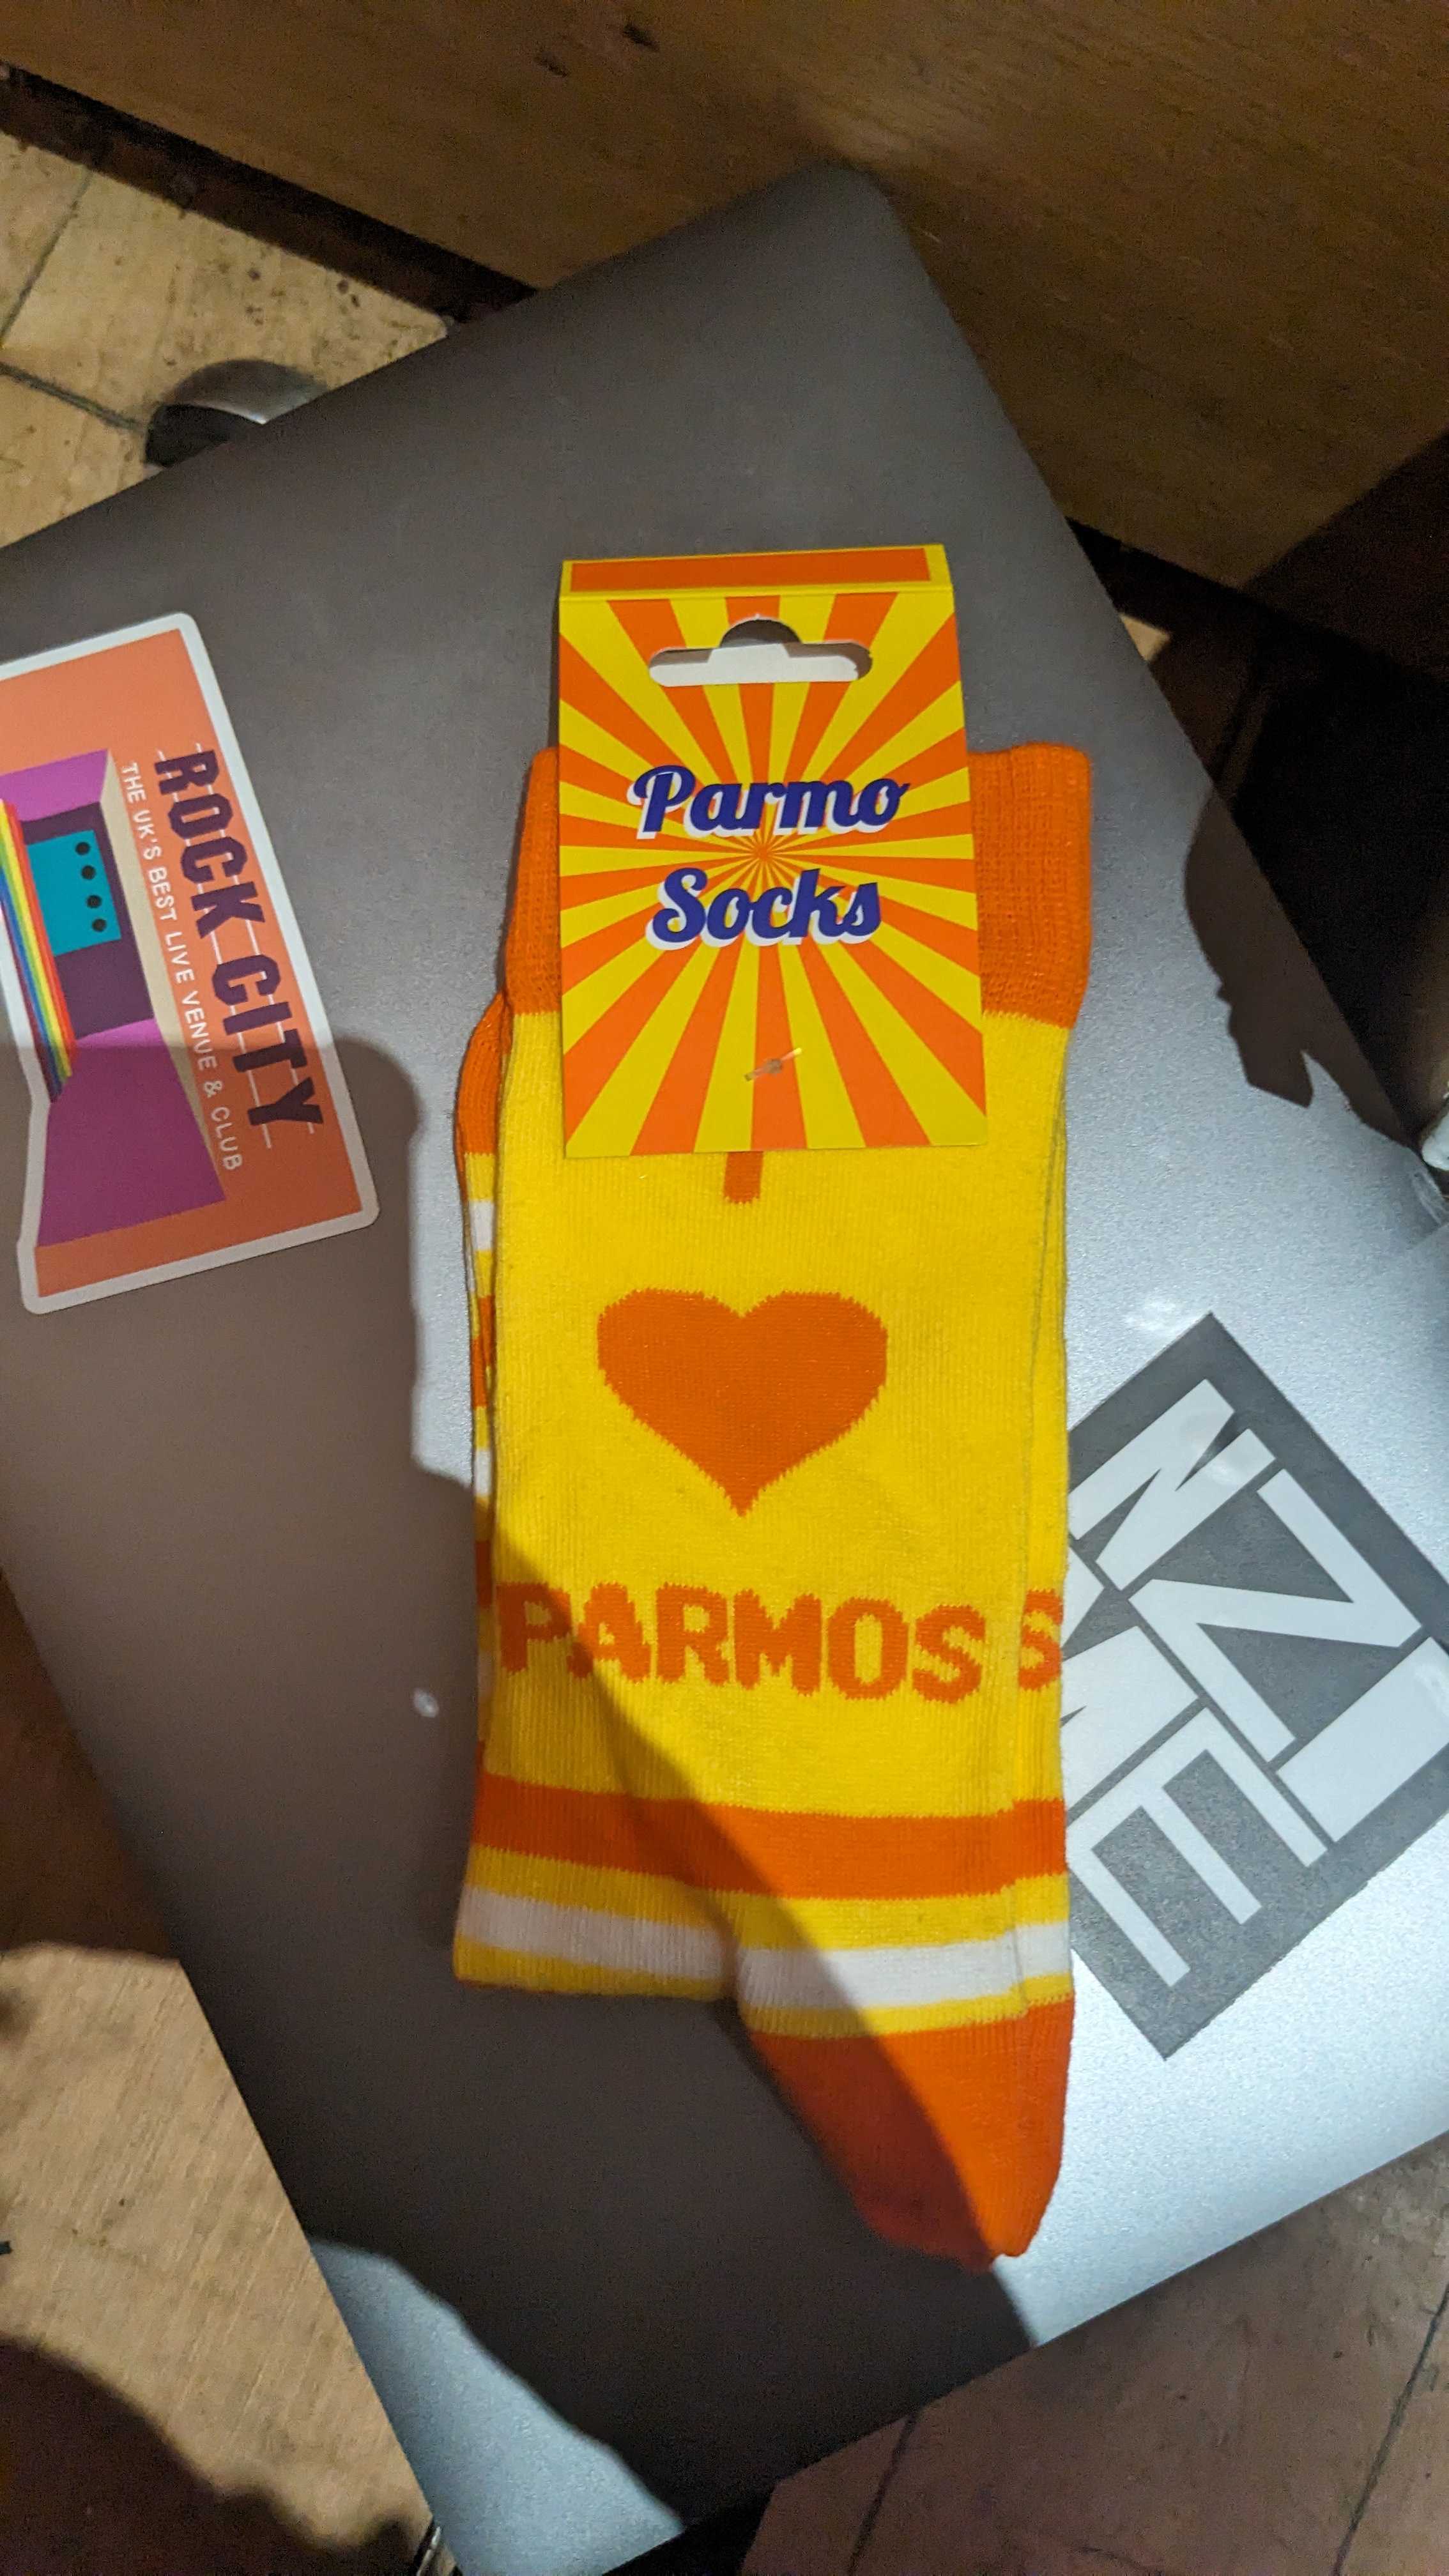 Parmo
Socks
I
PARMOS
S
ROCK CITY
THE UK'S BEST LIVE VENUE & CLUB